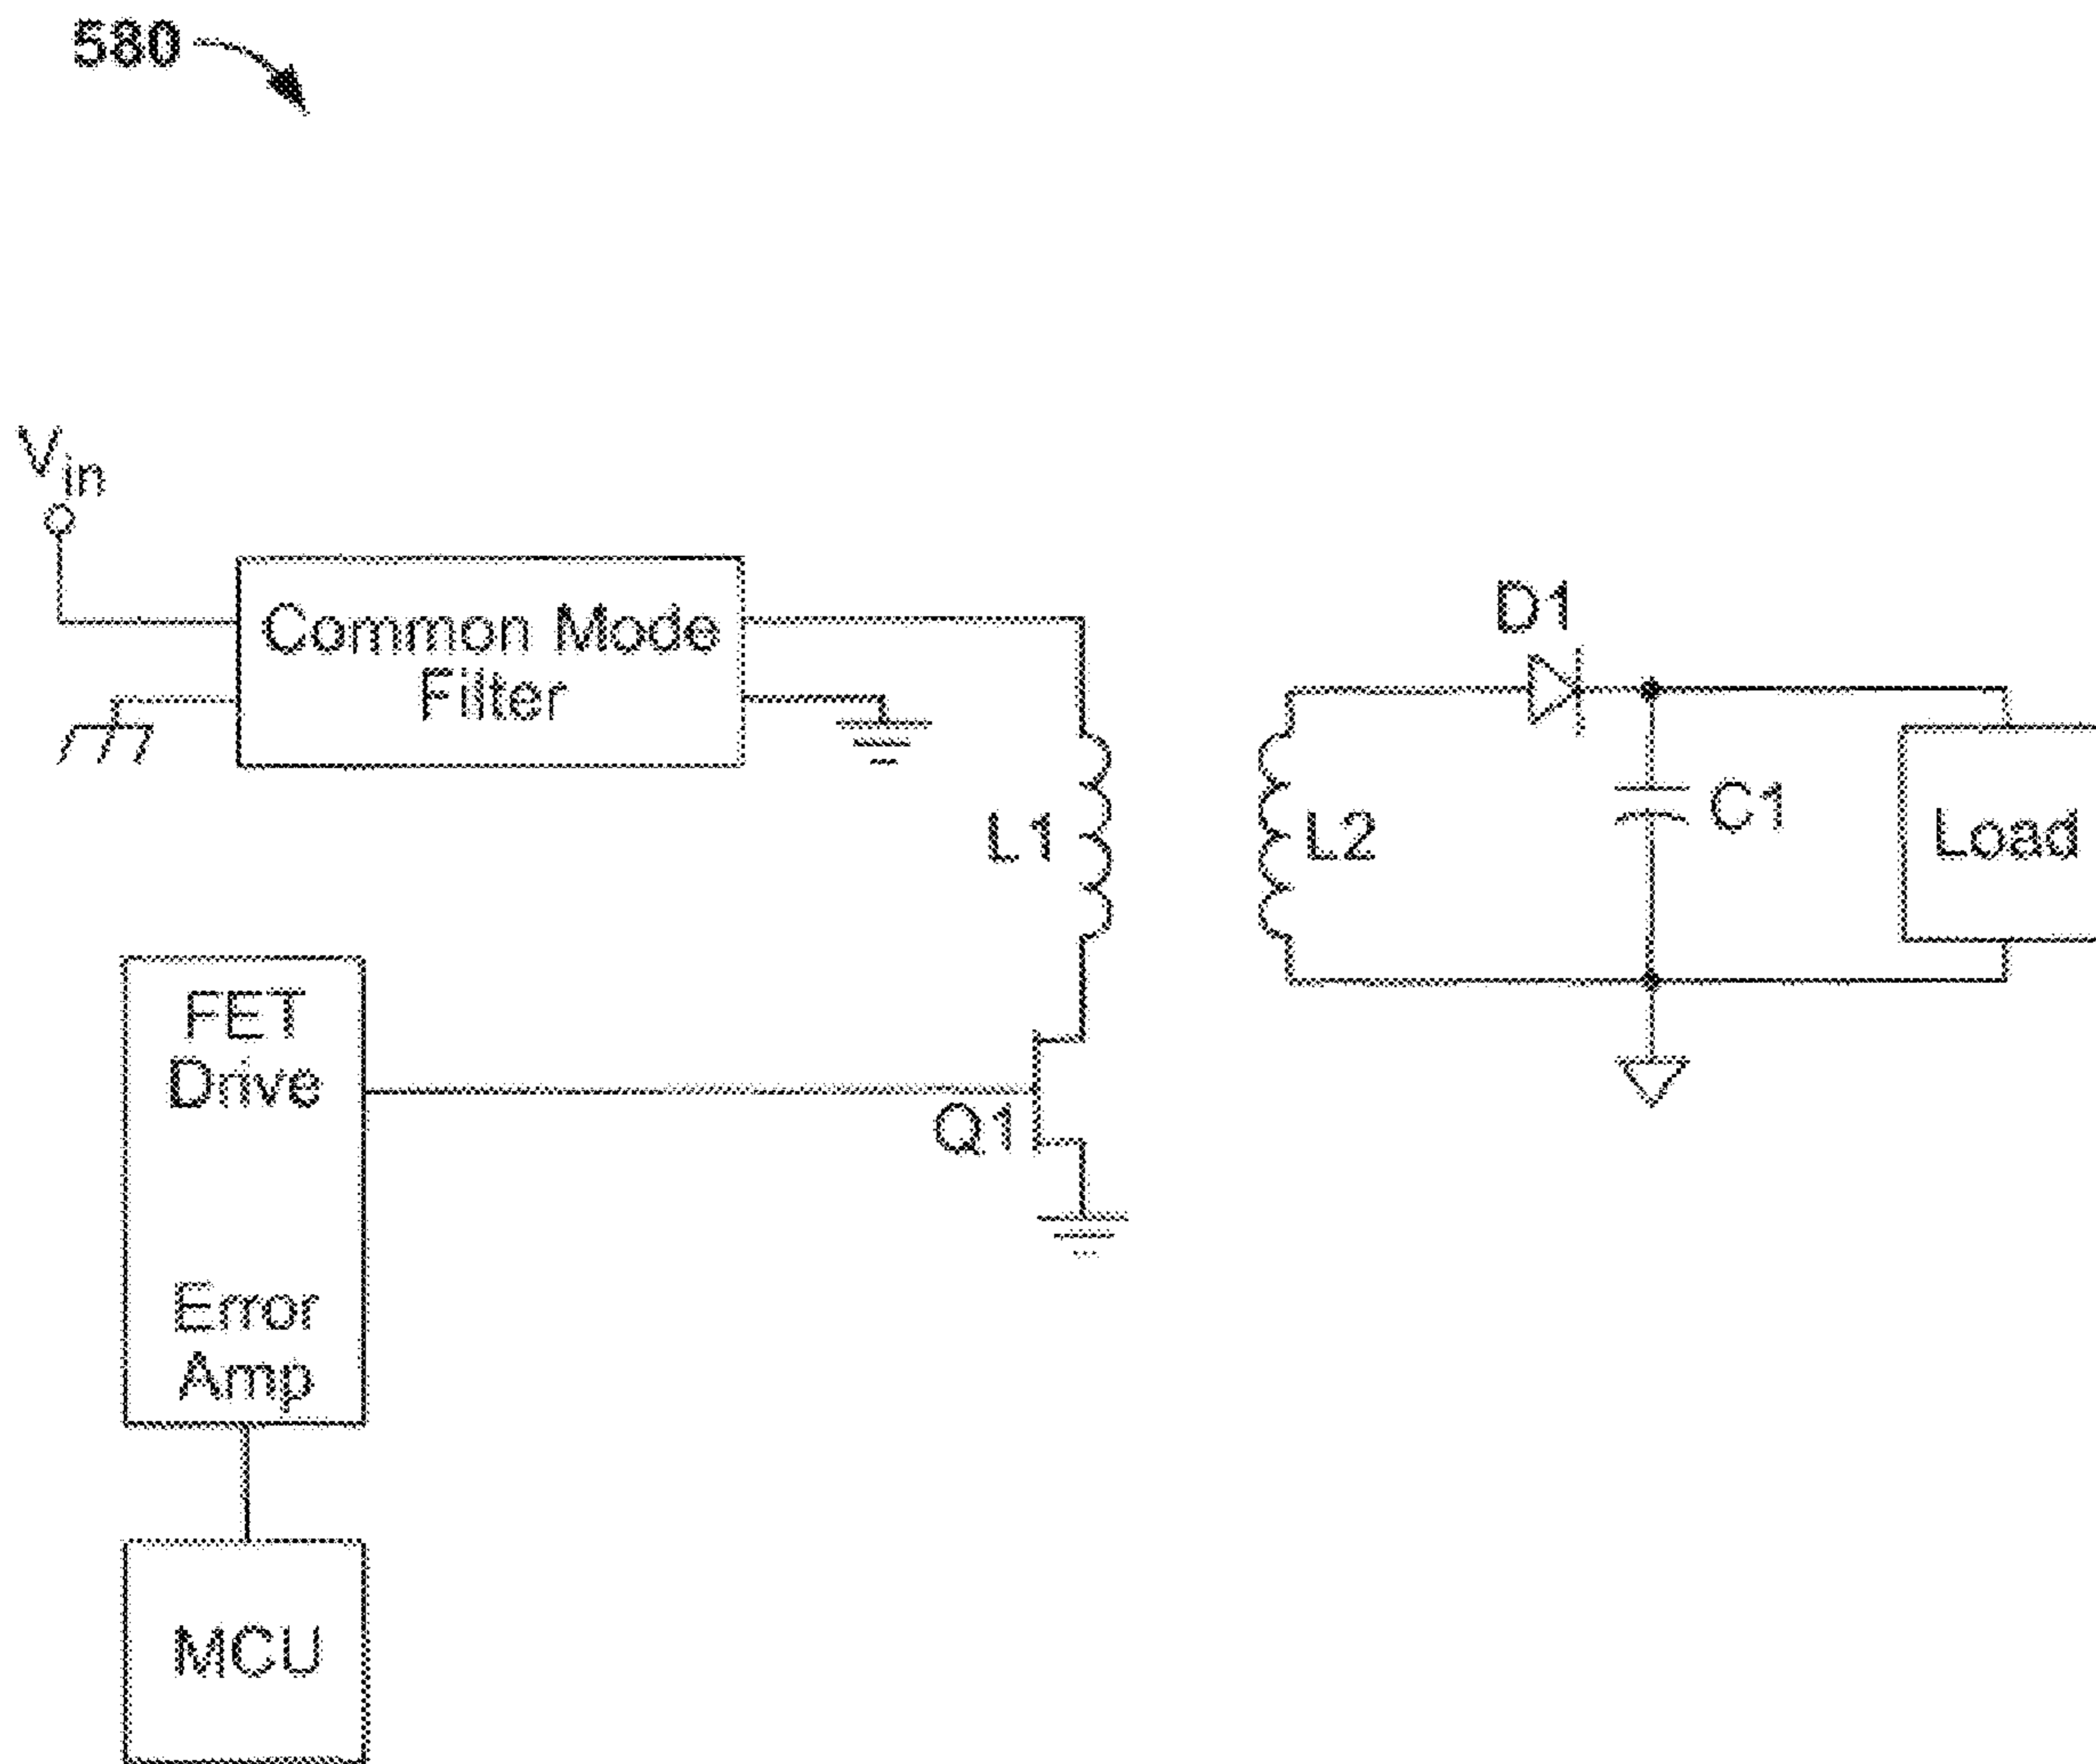 580
Vin
Common Mode
Filter
D1
L1
L2
C1
Load
FET
Drive
Q1
Error
Amp
MCU